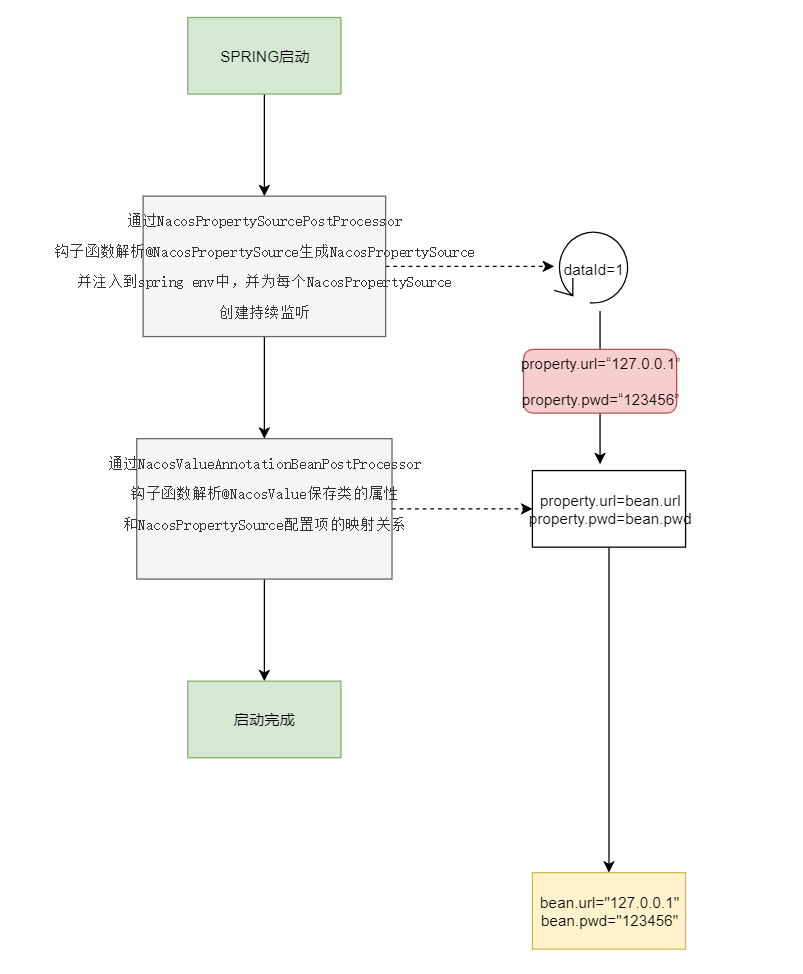 SPRING启动
通过NacosPropertySourcePostProcessor
钩子函数解析@NacosPropertySource生成NacosPropertySource
并注入到spring env中，并为每个NacosPropertySource
创建持续监听
dataId=1
property.url=“127.0.0.1”
property.pwd=“123456”
通过NacosValueAnnotationBeanPostProcessor
钩子函数解析@NacosValue保存类的属性
和NacosPropertySource配置项的映射关系
property.url=bean.url
property.pwd=bean.pwd
启动完成
bean.url="127.0.0.1"
bean.pwd="123456"